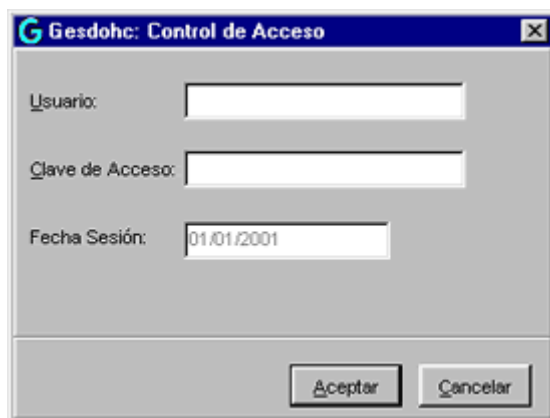 Gesdohc: Control de Acceso
Usuario:
Clave de Acceso:
Fecha Sesión: 01/01/2001
Aceptar Cancelar